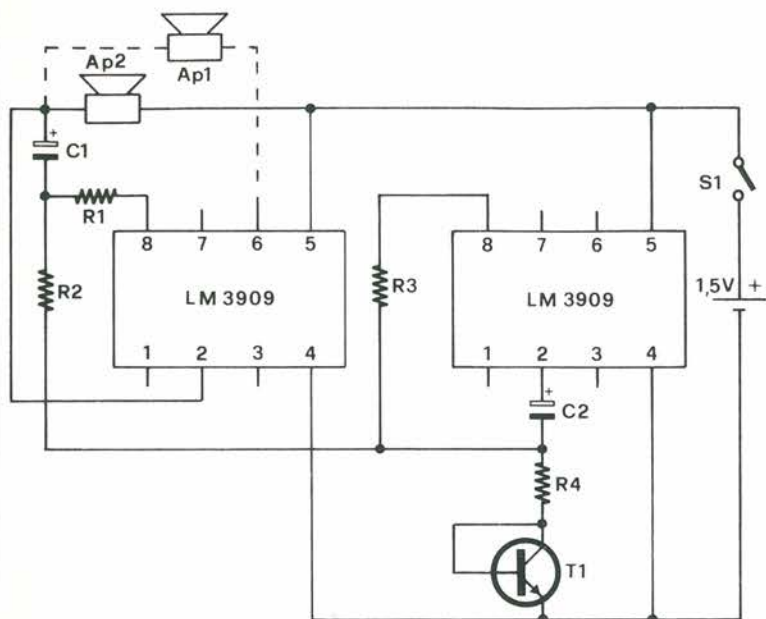 Ap2
Ap1
+
C1
R1
S1
8 7 6 5
8 7 6 5
R2
LM 3909
R3
LM 3909
1,5V +
1 2 3 4
1 2 3 4
+
C2
R4
T1